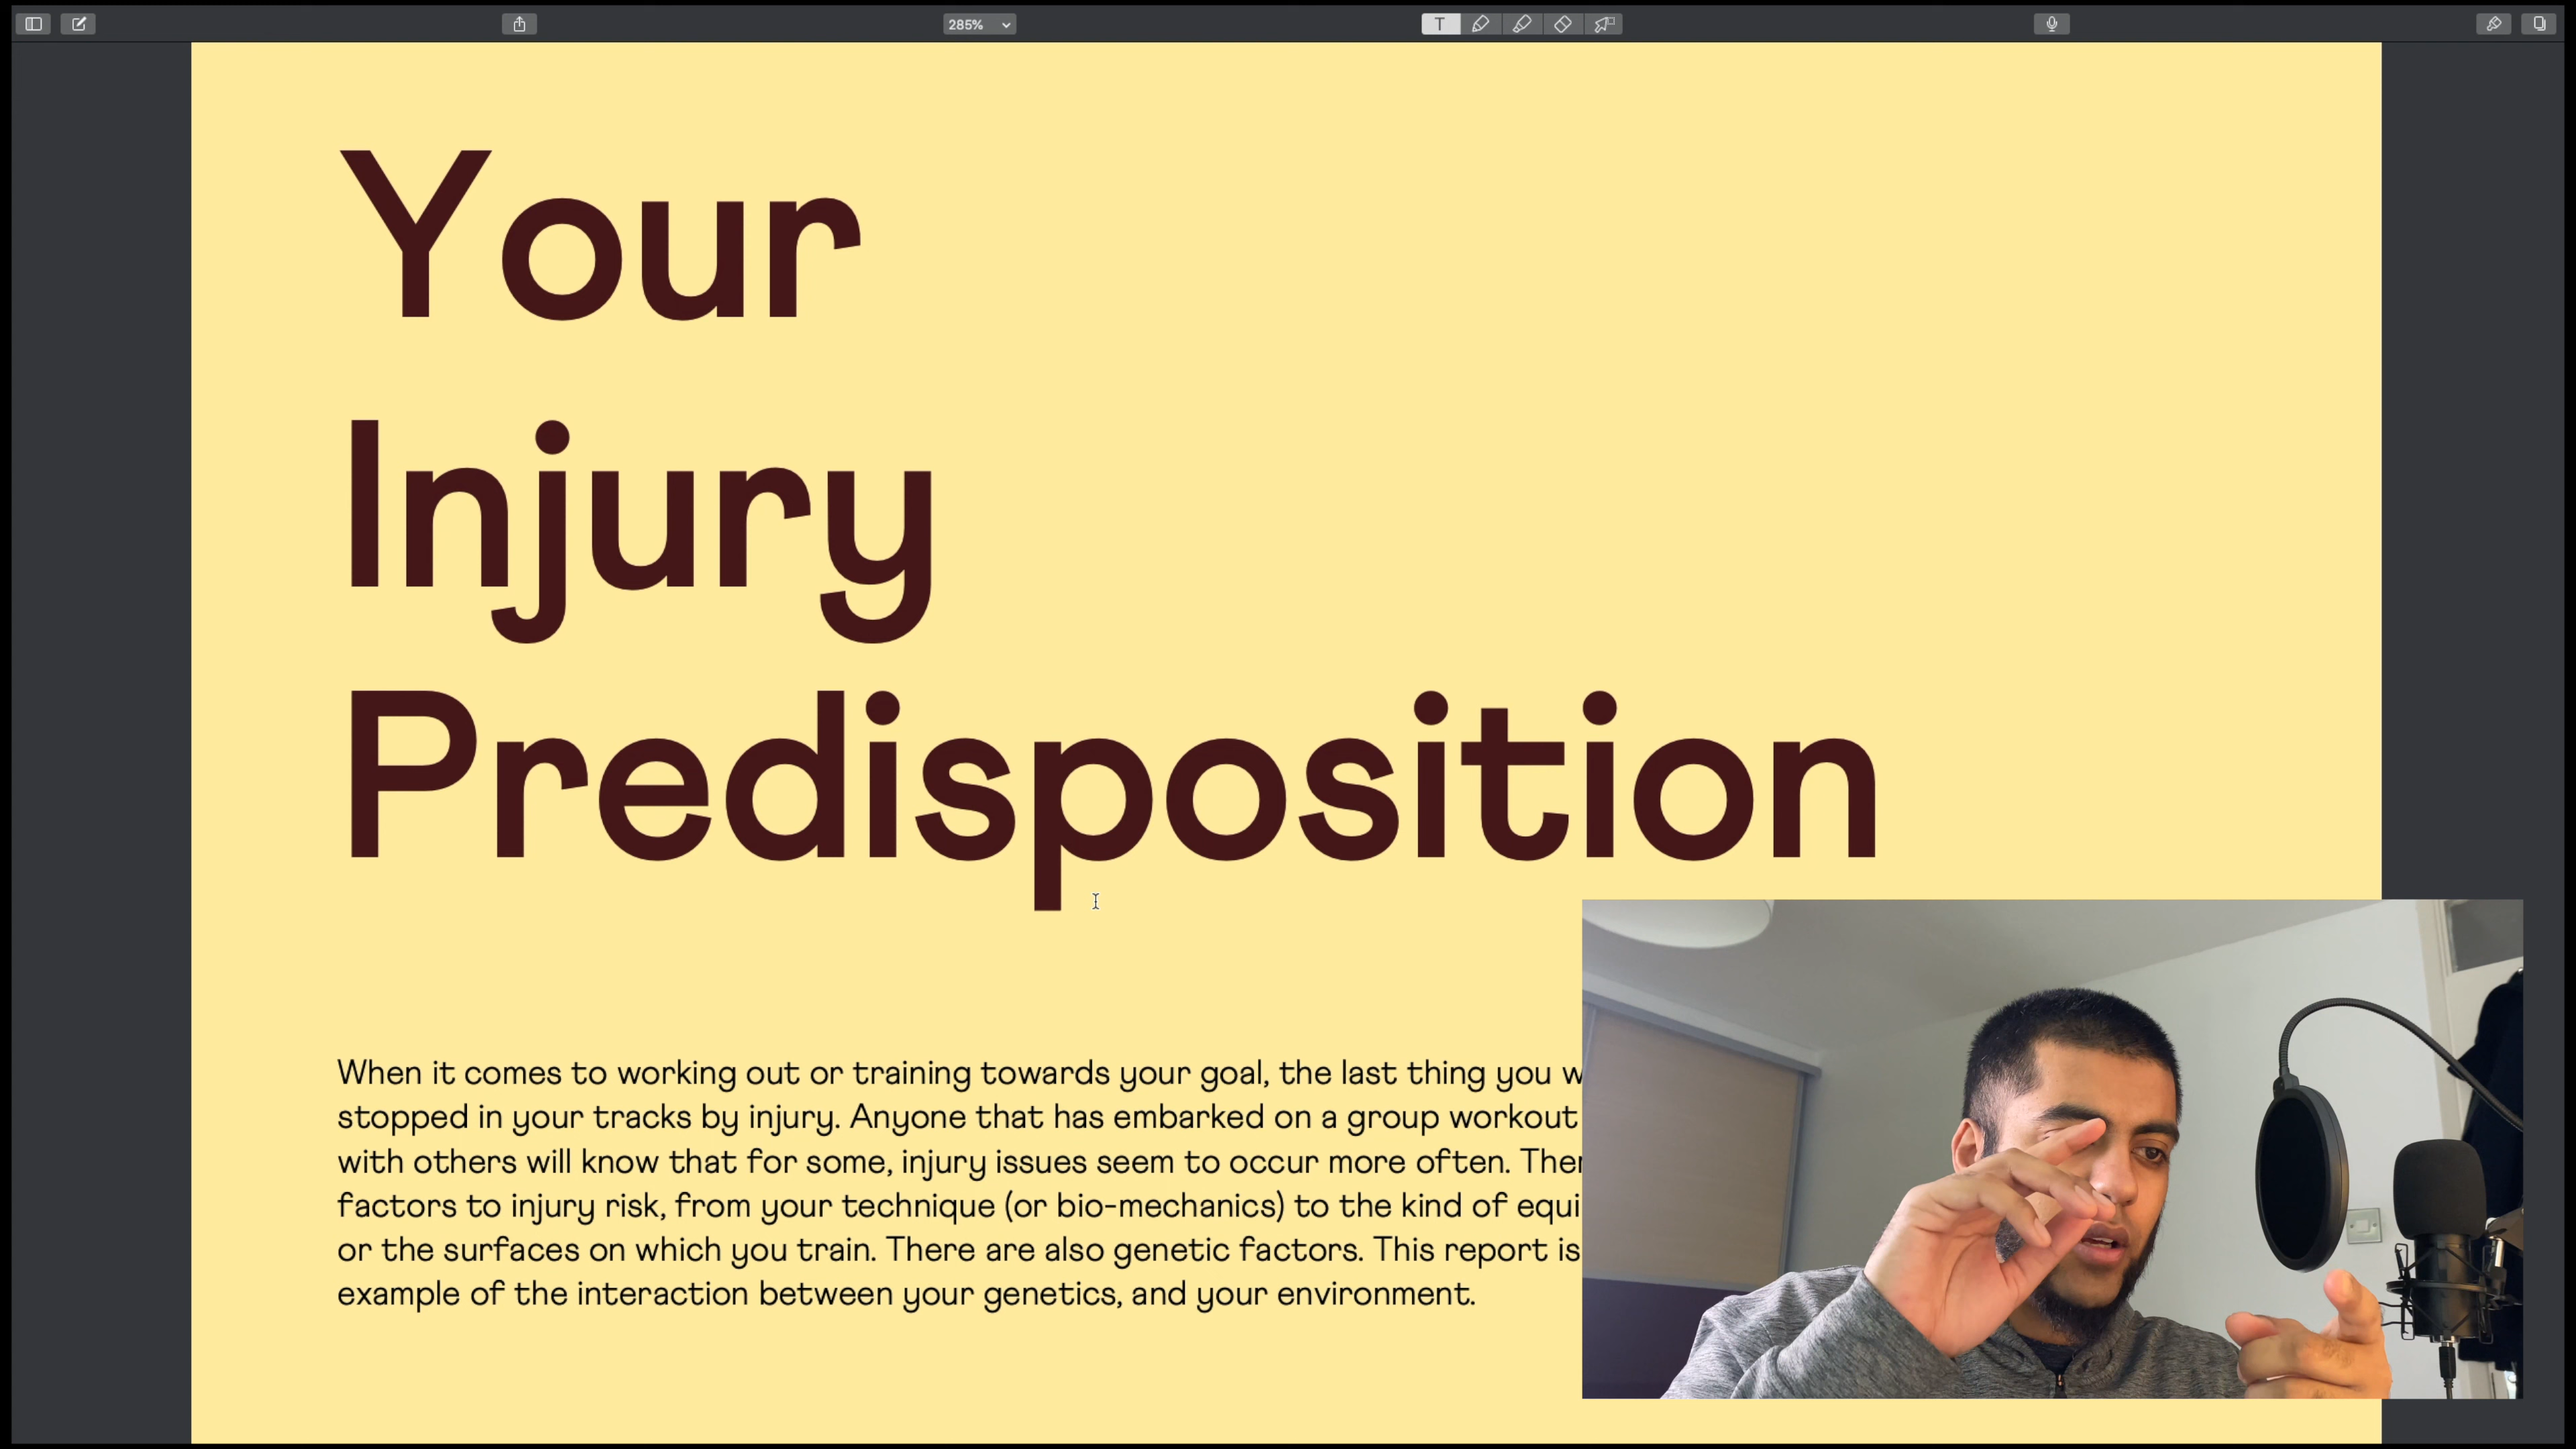 285%
T
Your
Injury
Predisposition
When it comes to working out or training towards your goal, the last thing you
stopped in your tracks by injury. Anyone that has embarked on a group workout
with others will know that for some, injury issues seem to occur more often.
factors to injury risk, from your technique (or bio-mechanics) to the kind of
or the surfaces on which you train. There are also genetic factors. This report is
example of the interaction between your genetics, and your environment.